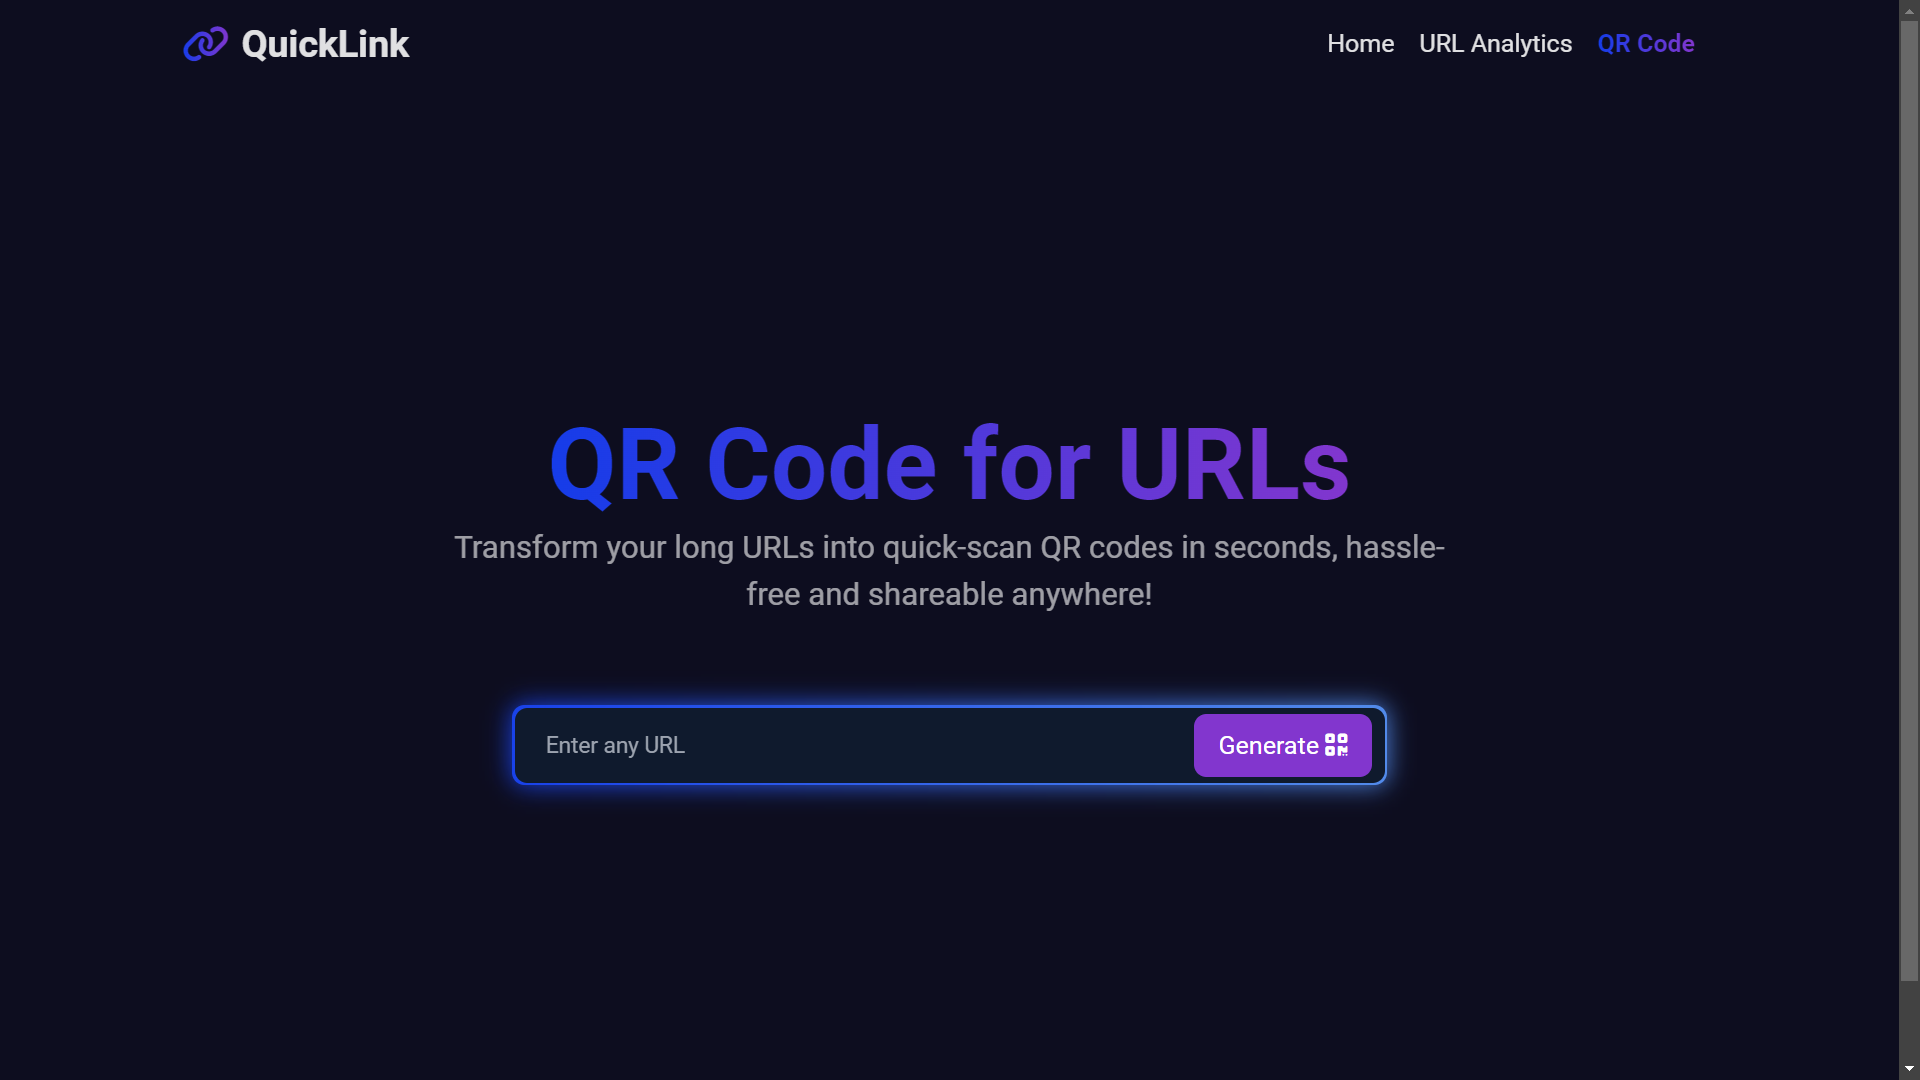 QuickLink
Home
URL Analytics
QR Code
QR Code for URLs
Transform your long URLs into quick-scan QR codes in seconds, hassle-
free and shareable anywhere!
Enter any URL
Generate